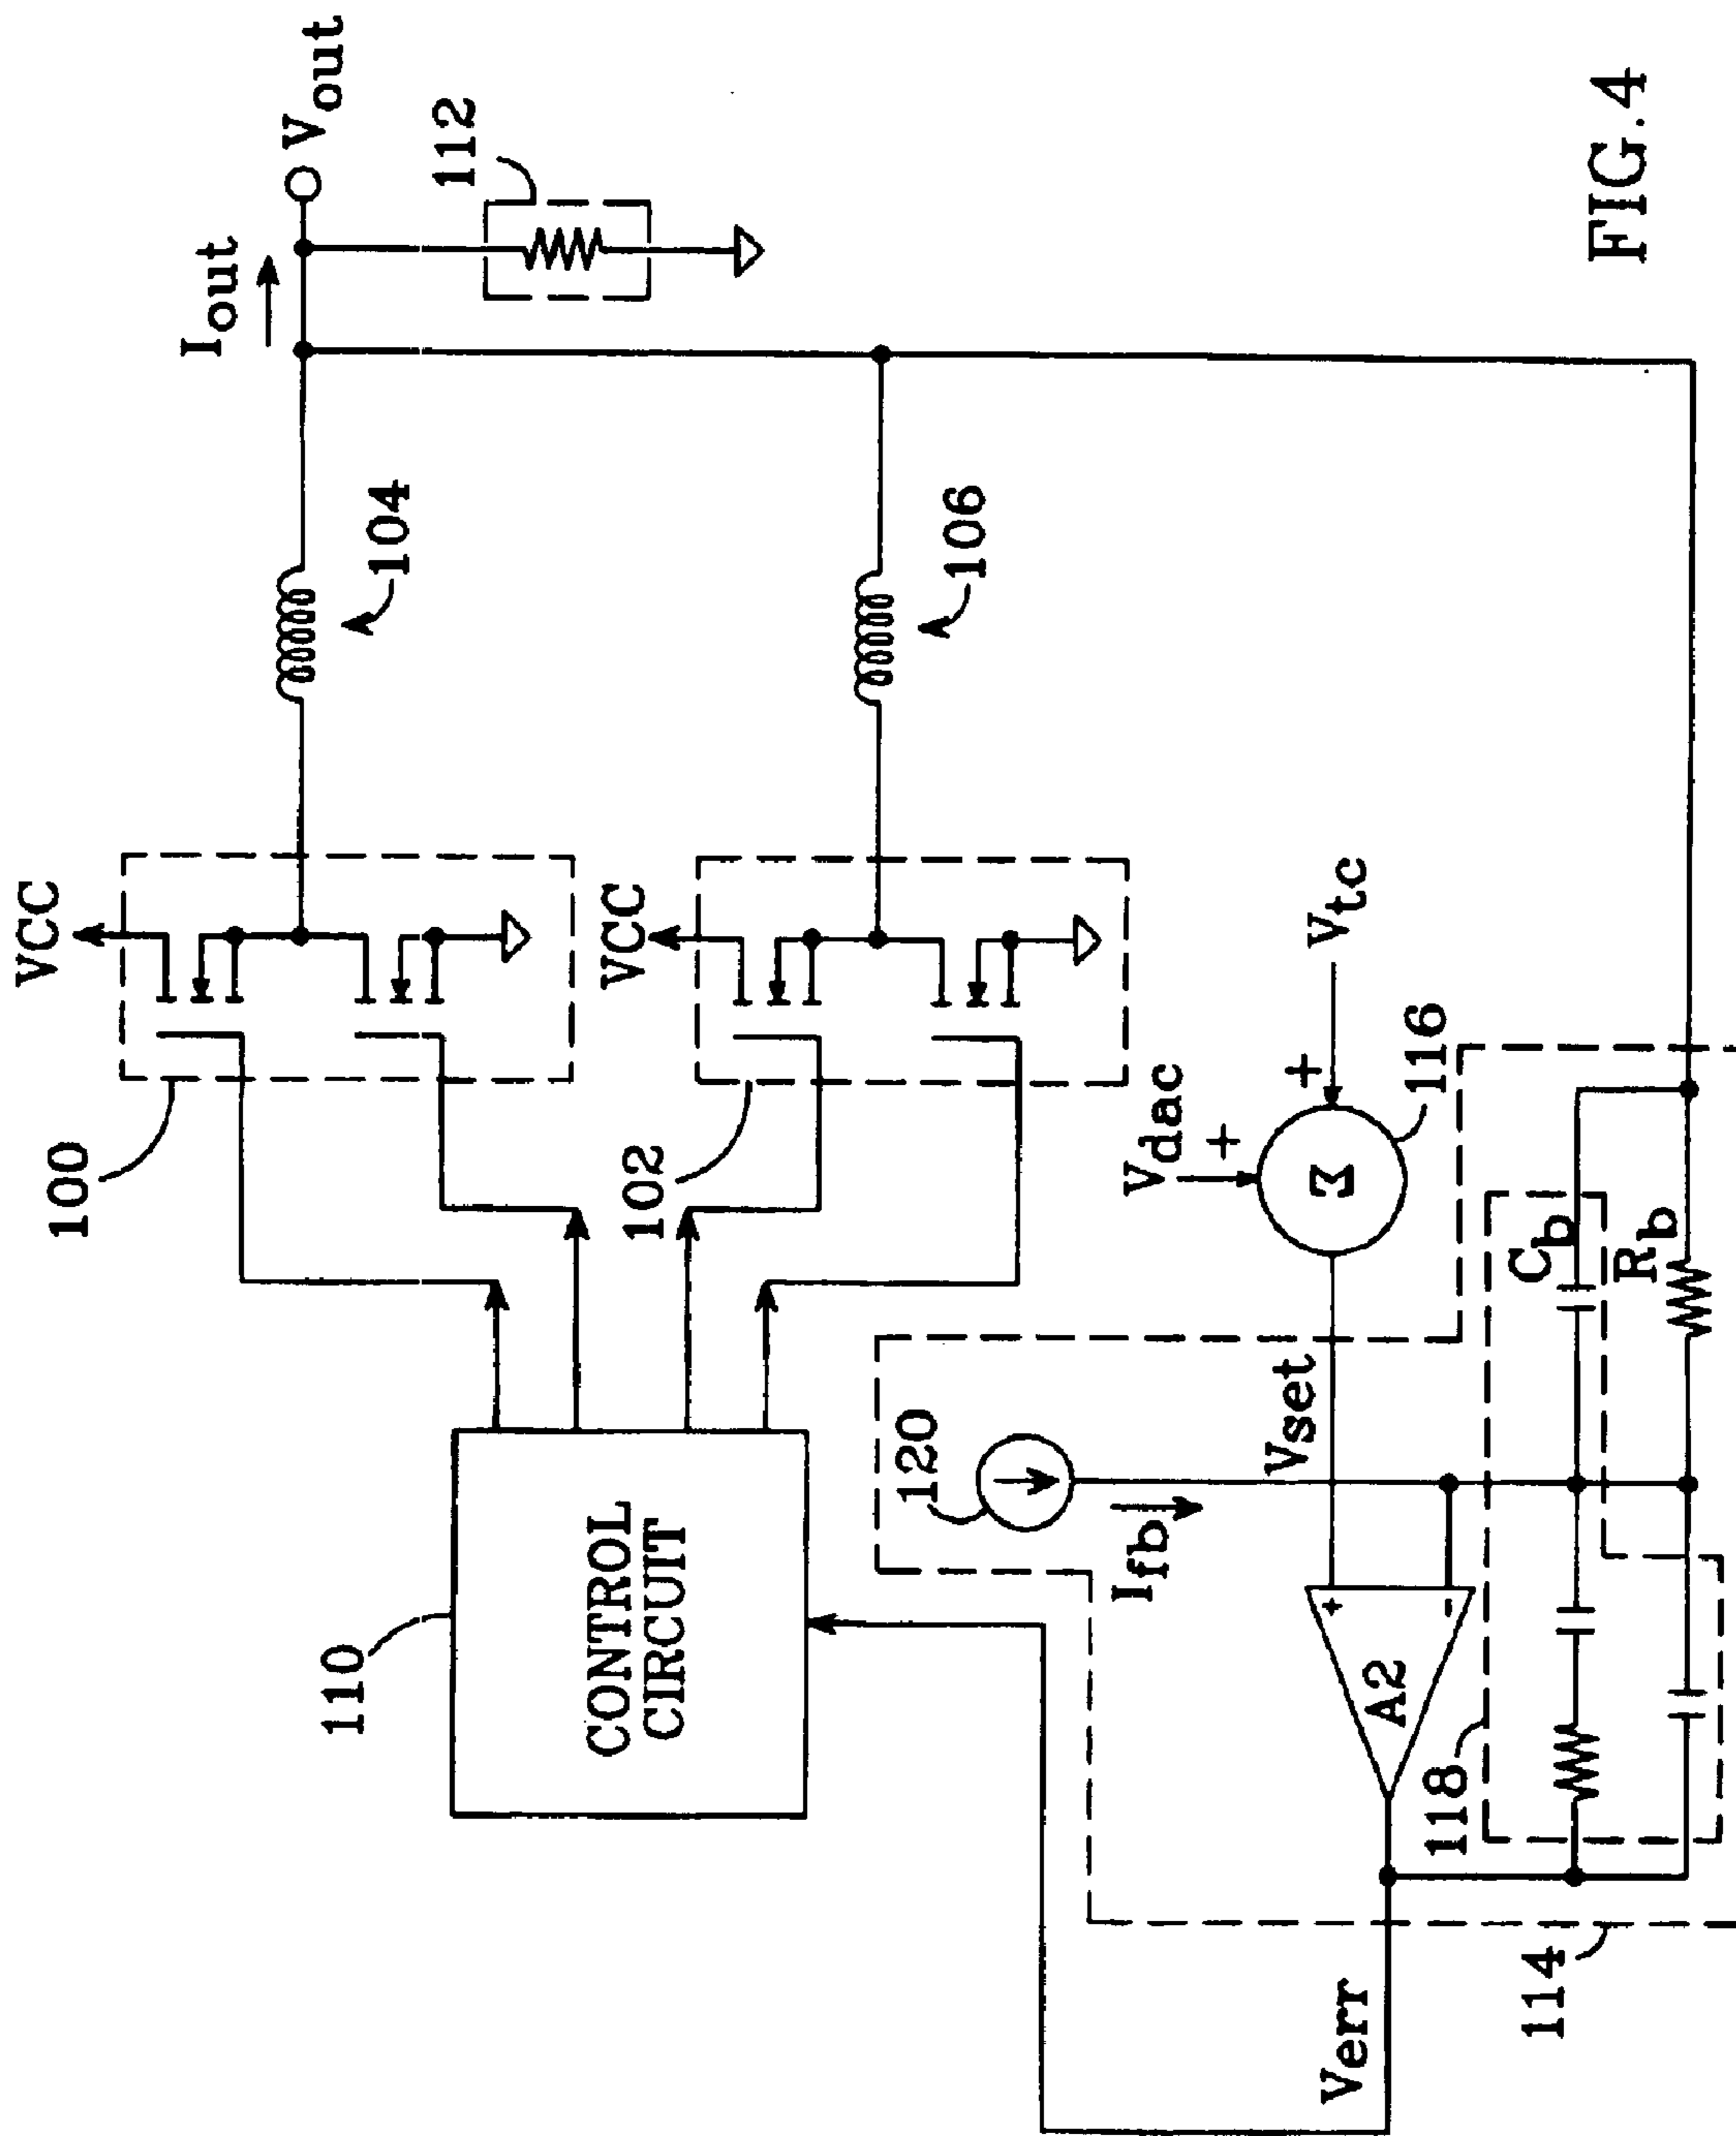 VCC
100
Iout
Vout
104
112
VCC
102
106
110
CONTROL
CIRCUIT
120
Ifb
Vdac
+
+
Vtc
Σ
116
Vset
+
-
A2
118
Cb
Rb
Verr
114
FIG.4